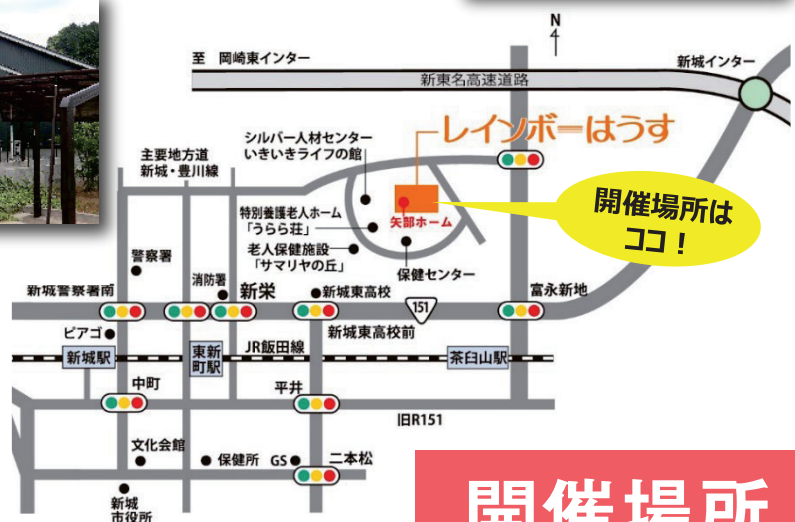 N
至 岡崎東インター
新城インター
新東名高速道路
レインボーはうす
シルバー人材センター
いきいきライフの館
主要地方道
新城・豊川線
開催場所は
ココ！
特別養護老人ホーム
「うらら荘」
矢部ホーム
老人保健施設
「サマリヤの丘」
保健センター
警察署
消防署
新城警察署南
新栄
新城東高校
151
富永新地
ピアゴ
新城東高校前
新城駅
東新
町駅
JR飯田線
茶臼山駅
中町
平井
旧R151
文化会館
保健所
GS
二本松
新城
市役所
開催場所